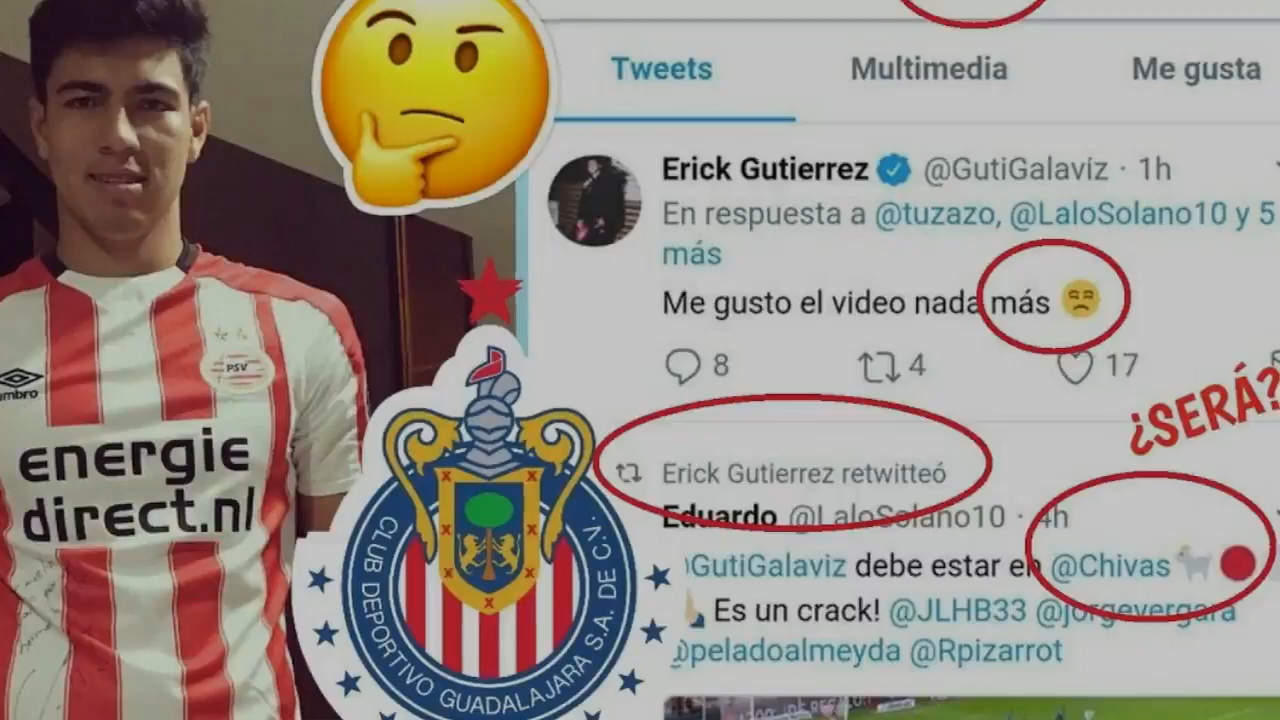 Tweets Multimedia Me gusta
Erick Gutierrez @GutiGalaviz · 1h
En respuesta a @tuzazo, @LaloSolano10 y 5
más
Me gusto el video nada más
8 4 17
¿SERÁ?
Erick Gutierrez retwitteó
Eduardo @LaloSolano10 · 4h
@GutiGalaviz debe estar en @Chivas
Es un crack! @JLHB33 @jorgevergara
@peladoalmeyda @Rpizarrot
PSV
umbro
energie
direct.nl
CLUB DEPORTIVO GUADALAJARA S.A. DE C.V.